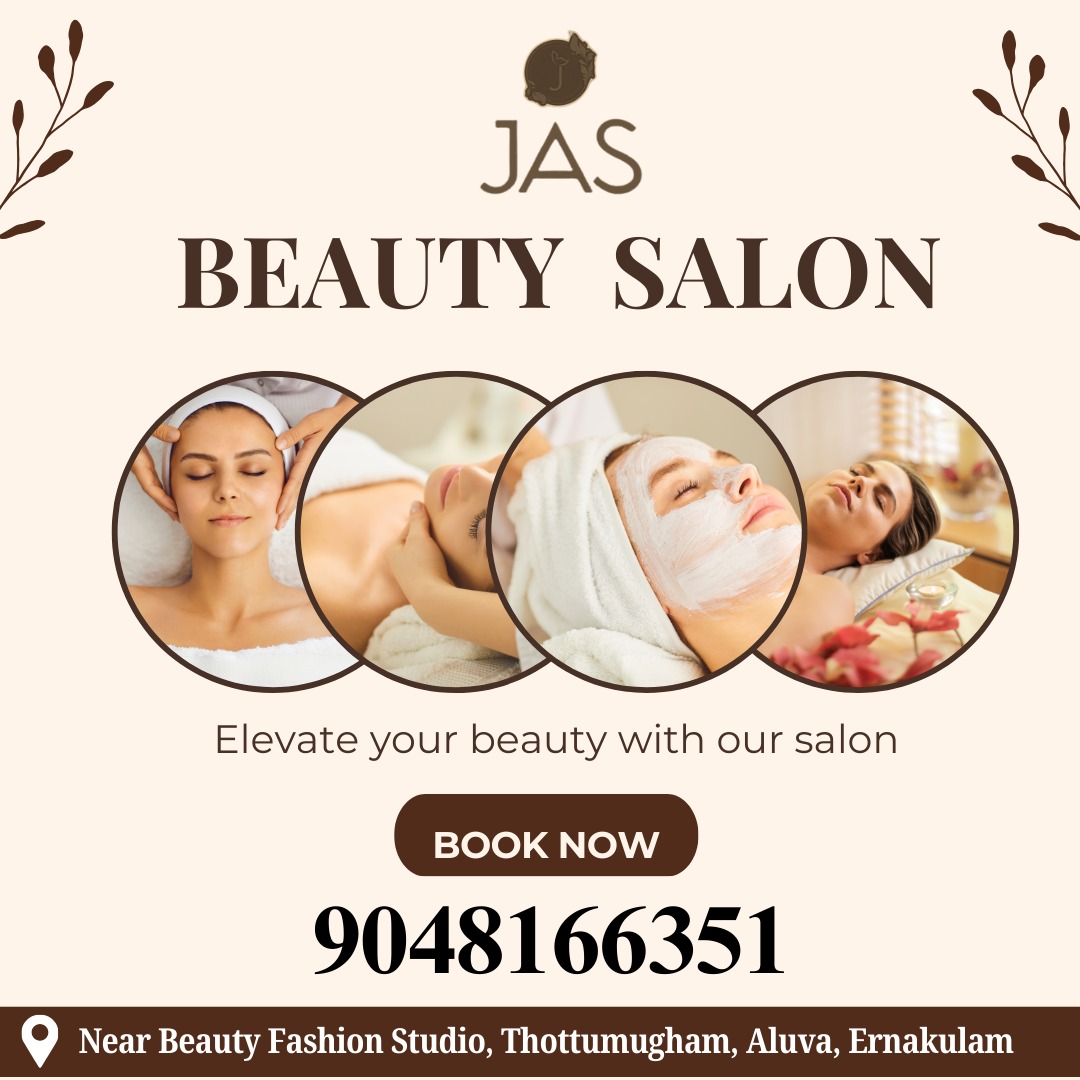 J
JAS
BEAUTY SALON
Elevate your beauty with our salon
BOOK NOW
9048166351
Near Beauty Fashion Studio, Thottumugham, Aluva, Ernakulam